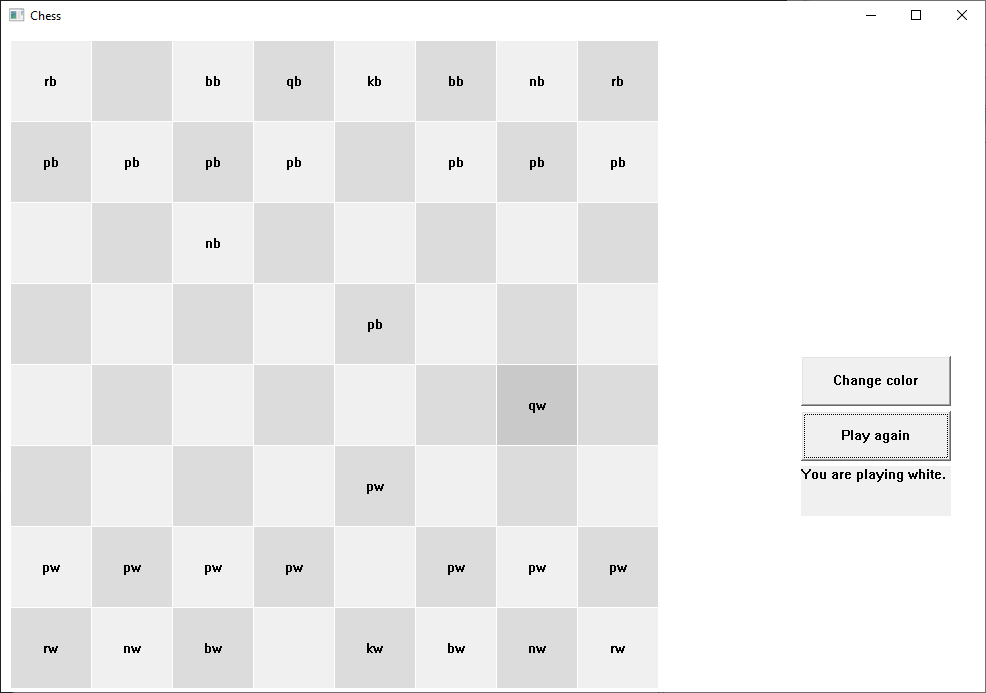 Chess
rb bb qb kb bb nb rb
pb pb pb pb pb pb pb
nb
pb
qw
pw
pw pw pw pw pw pw pw
rw nw bw kw bw nw rw
Change color
Play again
You are playing white.